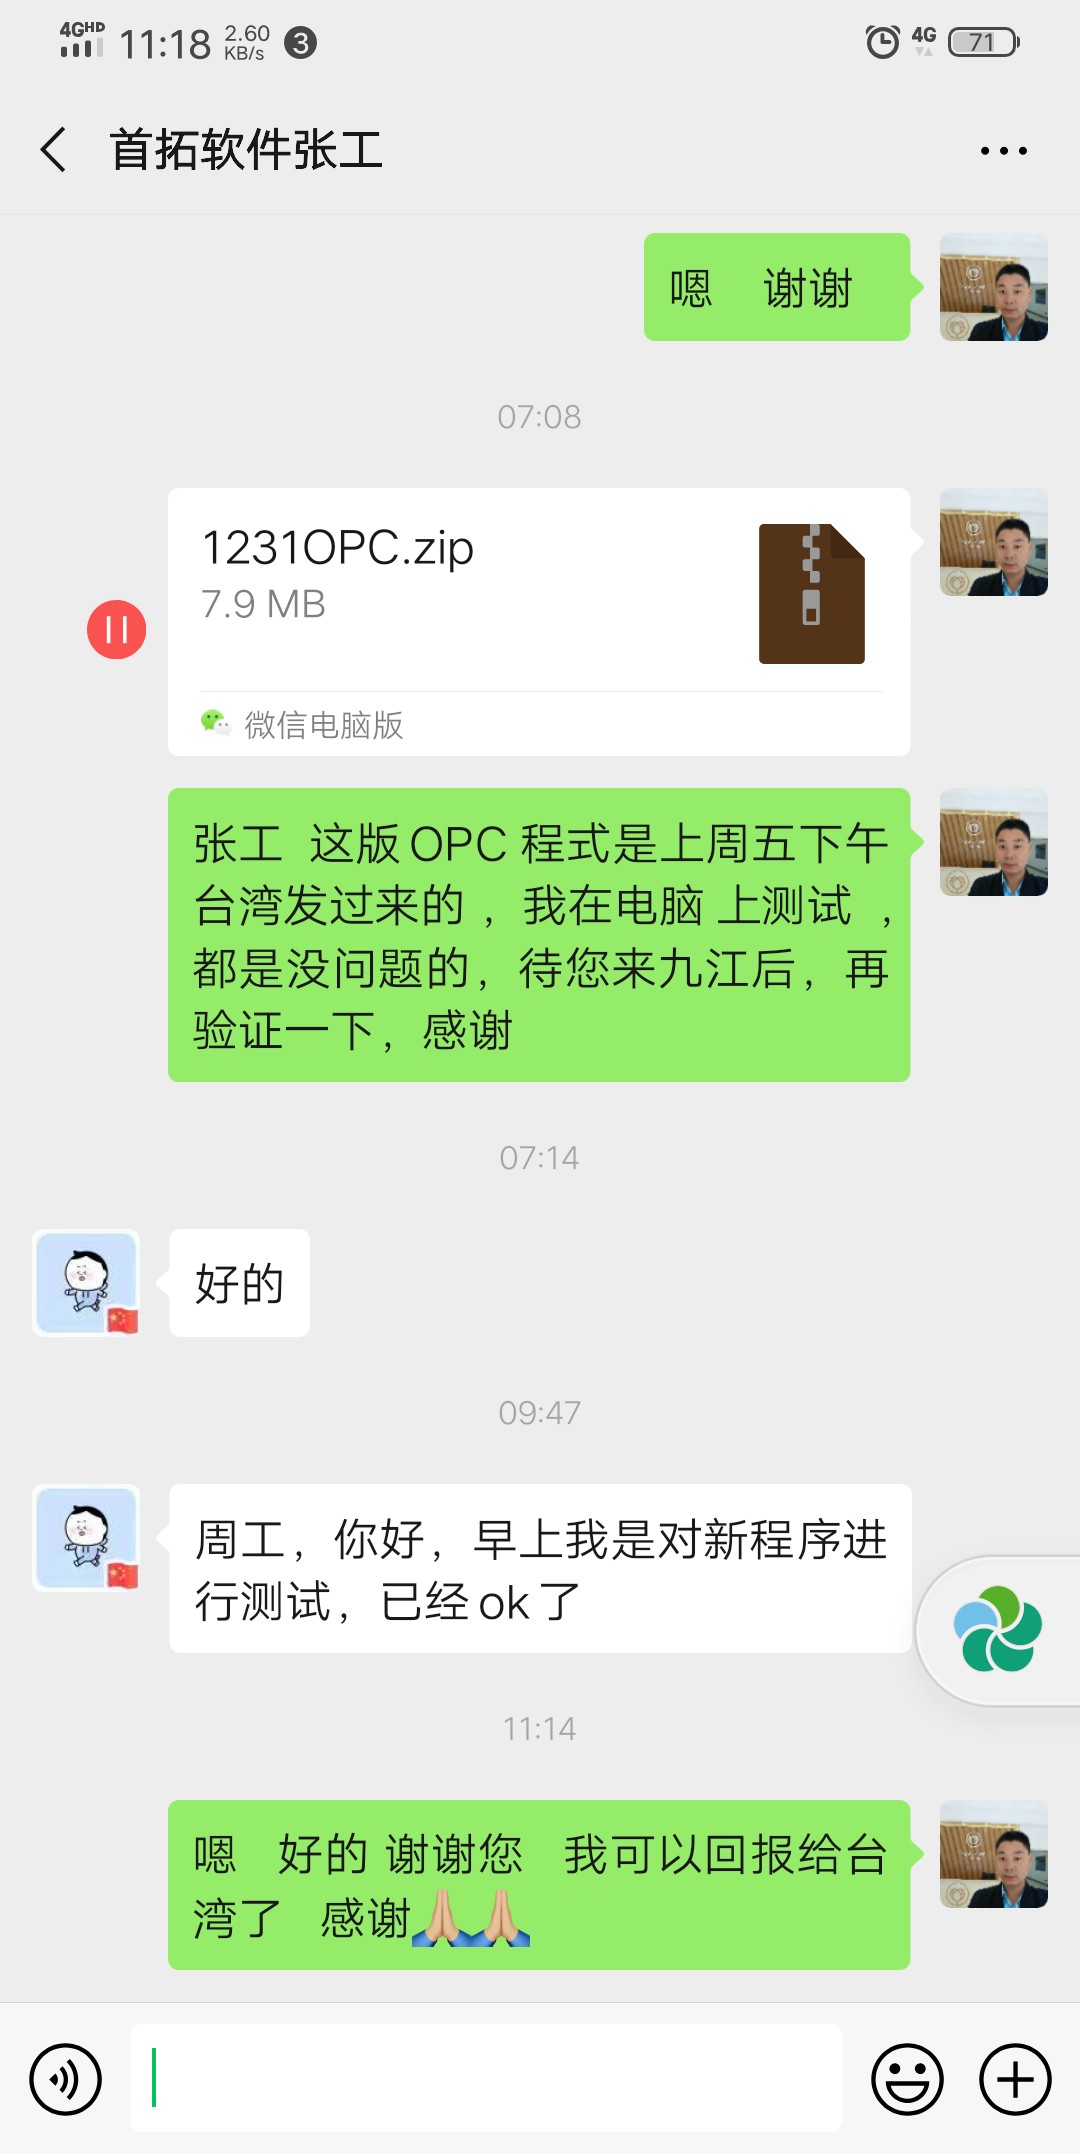 4GHD 11:18 2.60 KB/s 3 4G 71
首拓软件张工
嗯 谢谢
07:08
1231OPC.zip
7.9 MB
微信电脑版
张工 这版OPC 程式是上周五下午
台湾发过来的 ，我在电脑 上测试 ，
都是没问题的，待您来九江后，再
验证一下，感谢
07:14
好的
09:47
周工，你好，早上我是对新程序进
行测试，已经ok了
11:14
嗯 好的 谢谢您 我可以回报给台
湾了 感谢🙏🏼🙏🏼